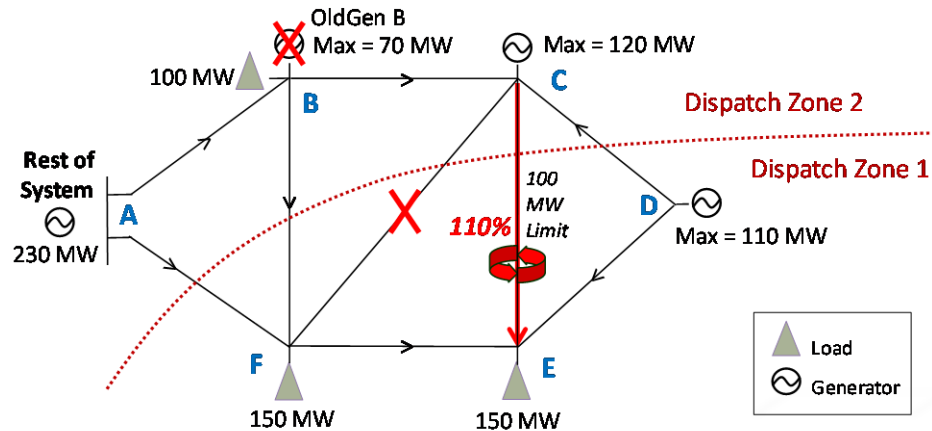 OldGen B
Max = 70 MW
Max = 120 MW
100 MW
B
C
Dispatch Zone 2
Dispatch Zone 1
Rest of
System
A
230 MW
100
MW
Limit
110%
D
Max = 110 MW
F
E
150 MW
150 MW
Load
Generator